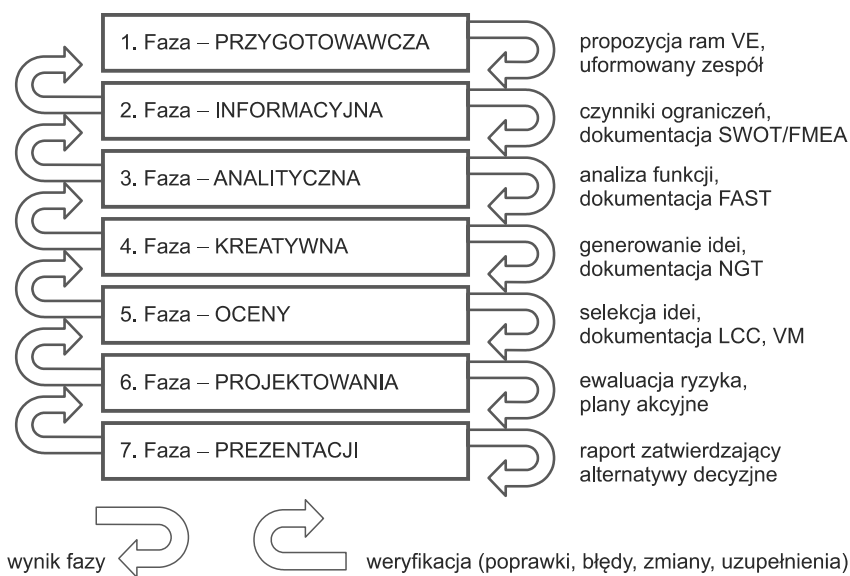 1. Faza – PRZYGOTOWAWCZA
propozycja ram VE,
uformowany zespół
2. Faza – INFORMACYJNA
czynniki ograniczeń,
dokumentacja SWOT/FMEA
3. Faza – ANALITYCZNA
analiza funkcji,
dokumentacja FAST
4. Faza – KREATYWNA
generowanie idei,
dokumentacja NGT
5. Faza – OCENY
selekcja idei,
dokumentacja LCC, VM
6. Faza – PROJEKTOWANIA
ewaluacja ryzyka,
plany akcyjne
7. Faza – PREZENTACJI
raport zatwierdzający
alternatywy decyzjne
wynik fazy
weryfikacja (poprawki, błędy, zmiany, uzupełnienia)